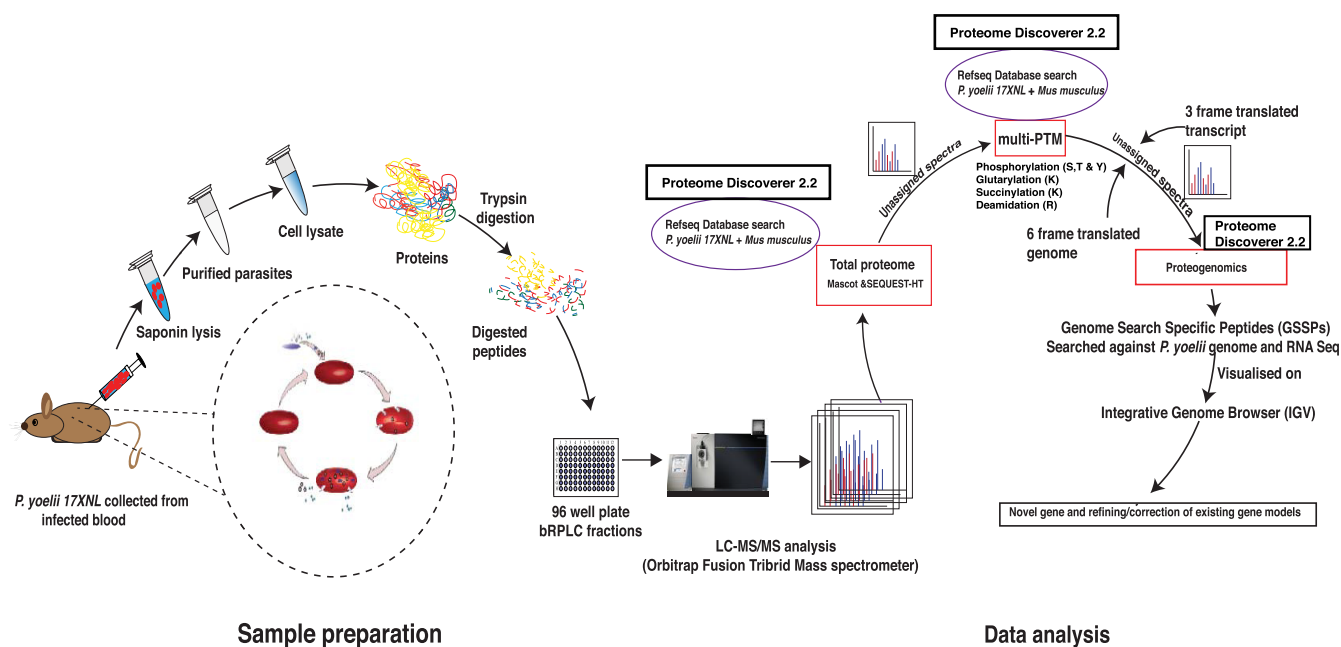 P. yoelii 17XNL collected from
infected blood
Saponin lysis
Purified parasites
Cell lysate
Proteins
Trypsin
digestion
Digested
peptides
96 well plate
bRPLC fractions
LC-MS/MS analysis
(Orbitrap Fusion Tribrid Mass spectrometer)
Sample preparation
Proteome Discoverer 2.2
Refseq Database search
P. yoelii 17XNL + Mus musculus
Total proteome
Mascot &SEQUEST-HT
Unassigned spectra
Proteome Discoverer 2.2
Refseq Database search
P. yoelii 17XNL + Mus musculus
multi-PTM
Phosphorylation (S,T & Y)
Glutarylation (K)
Succinylation (K)
Deamidation (R)
Unassigned spectra
3 frame translated
transcript
6 frame translated
genome
Proteome
Discoverer 2.2
Proteogenomics
Genome Search Specific Peptides (GSSPs)
Searched against P. yoelii genome and RNA Seq
Visualised on
Integrative Genome Browser (IGV)
Novel gene and refining/correction of existing gene models
Data analysis